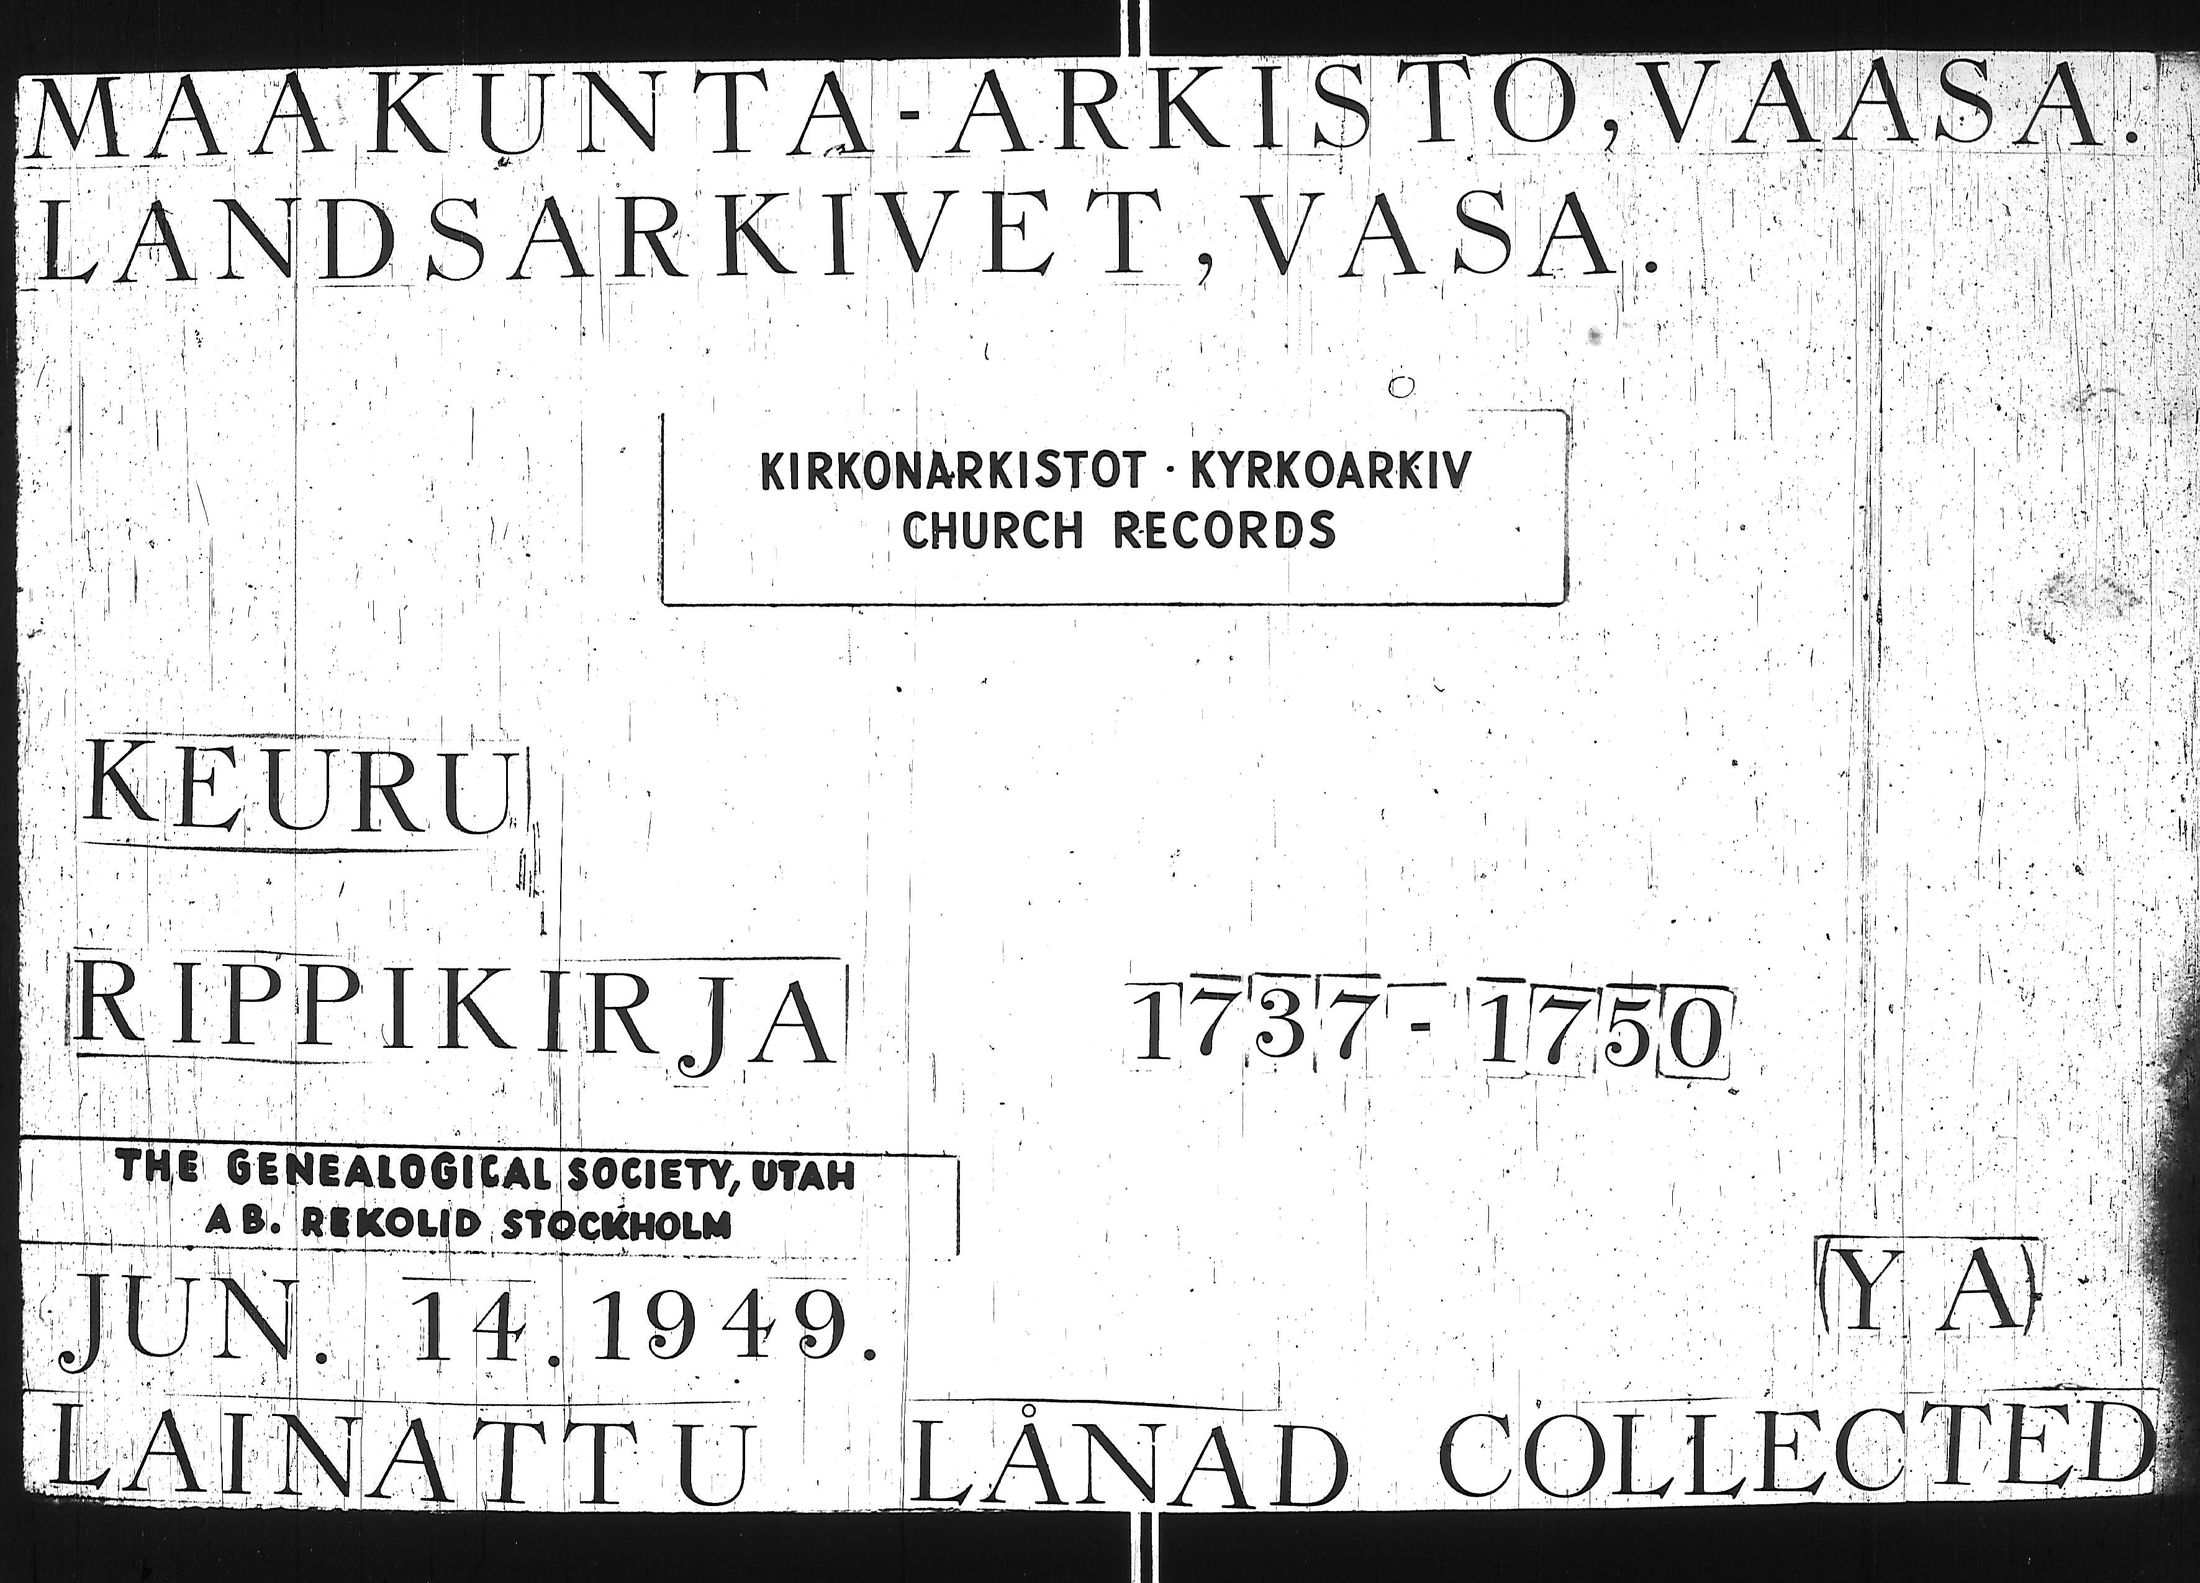 MAAKUNTA-ARKISTO, VAASA.
LANDSARKIVET, VASA.
KIRKONARKISTOT · KYRKOARKIV
CHURCH RECORDS
KEURU
RIPPIKIRJA 1737-1750
THE GENEALOGICAL SOCIETY, UTAH
AB. REKOLID STOCKHOLM
(YA)
JUN. 14. 1949.
LAINATTU LÅNAD COLLECTED